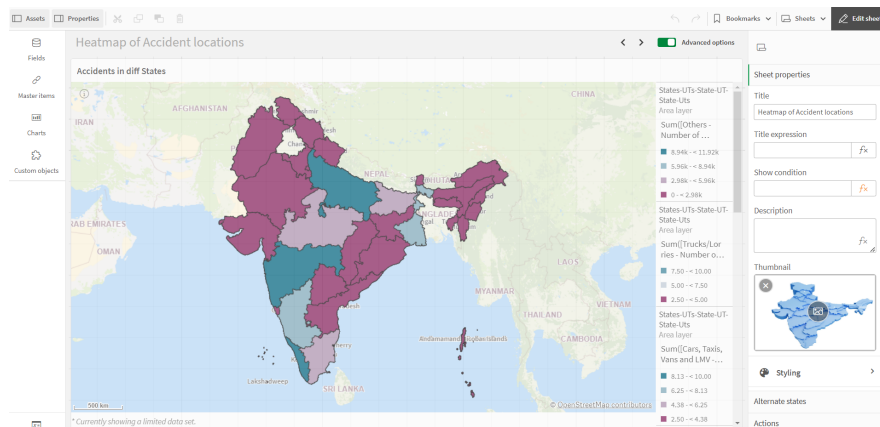 Assets
Properties
Bookmarks
Sheets
Edit sheet
Fields
Master items
Charts
Custom objects
Heatmap of Accident locations
Advanced options
Accidents in diff States
CHINA
AFGHANISTAN
IRAN
NEPAL
BHUTAN
RAB EMIRATES
OMAN
LAOS
MYANMAR
THAILAND
VIETNAM
CAMBODIA
Lakshadweep
SRI LANKA
500 km
© OpenStreetMap contributors
* Currently showing a limited data set.
States-UTs-State-UT-
State-Uts
Area layer
Sum([Others -
Number of ...
8.94k - < 11.92k
5.96k - < 8.94k
2.98k - < 5.96k
0 - < 2.98k
States-UTs-State-UT-
State-Uts
Area layer
Sum([Trucks/Lor
ries - Number o...
7.50 - < 10.00
5.00 - < 7.50
2.50 - < 5.00
States-UTs-State-UT-
State-Uts
Area layer
Sum([Cars, Taxis,
Vans and LMV - ...
8.13 - < 10.00
6.25 - < 8.13
4.38 - < 6.25
2.50 - < 4.38
Sheet properties
Title
Heatmap of Accident locations
Title expression
fx
Show condition
fx
Description
fx
Thumbnail
Styling
Alternate states
Actions